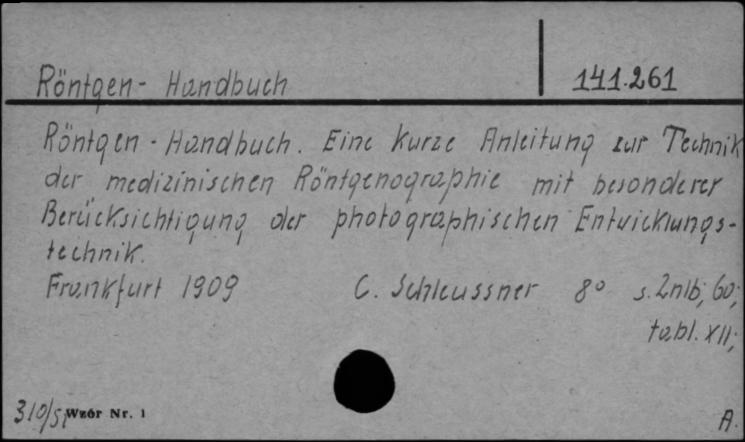 Röntgen - Handbuch 141.261
Röntgen - Handbuch. Eine kurze Anleitung zur Technik
der medizinischen Röntgenographie mit besonderer
Berücksichtigung der photographischen Entwicklungs-
technik.
Frankfurt 1909 C. Schleussner 8° s. 2nlb; 60;
tabl. XII;
310/51 Wzór Nr. 1 A.